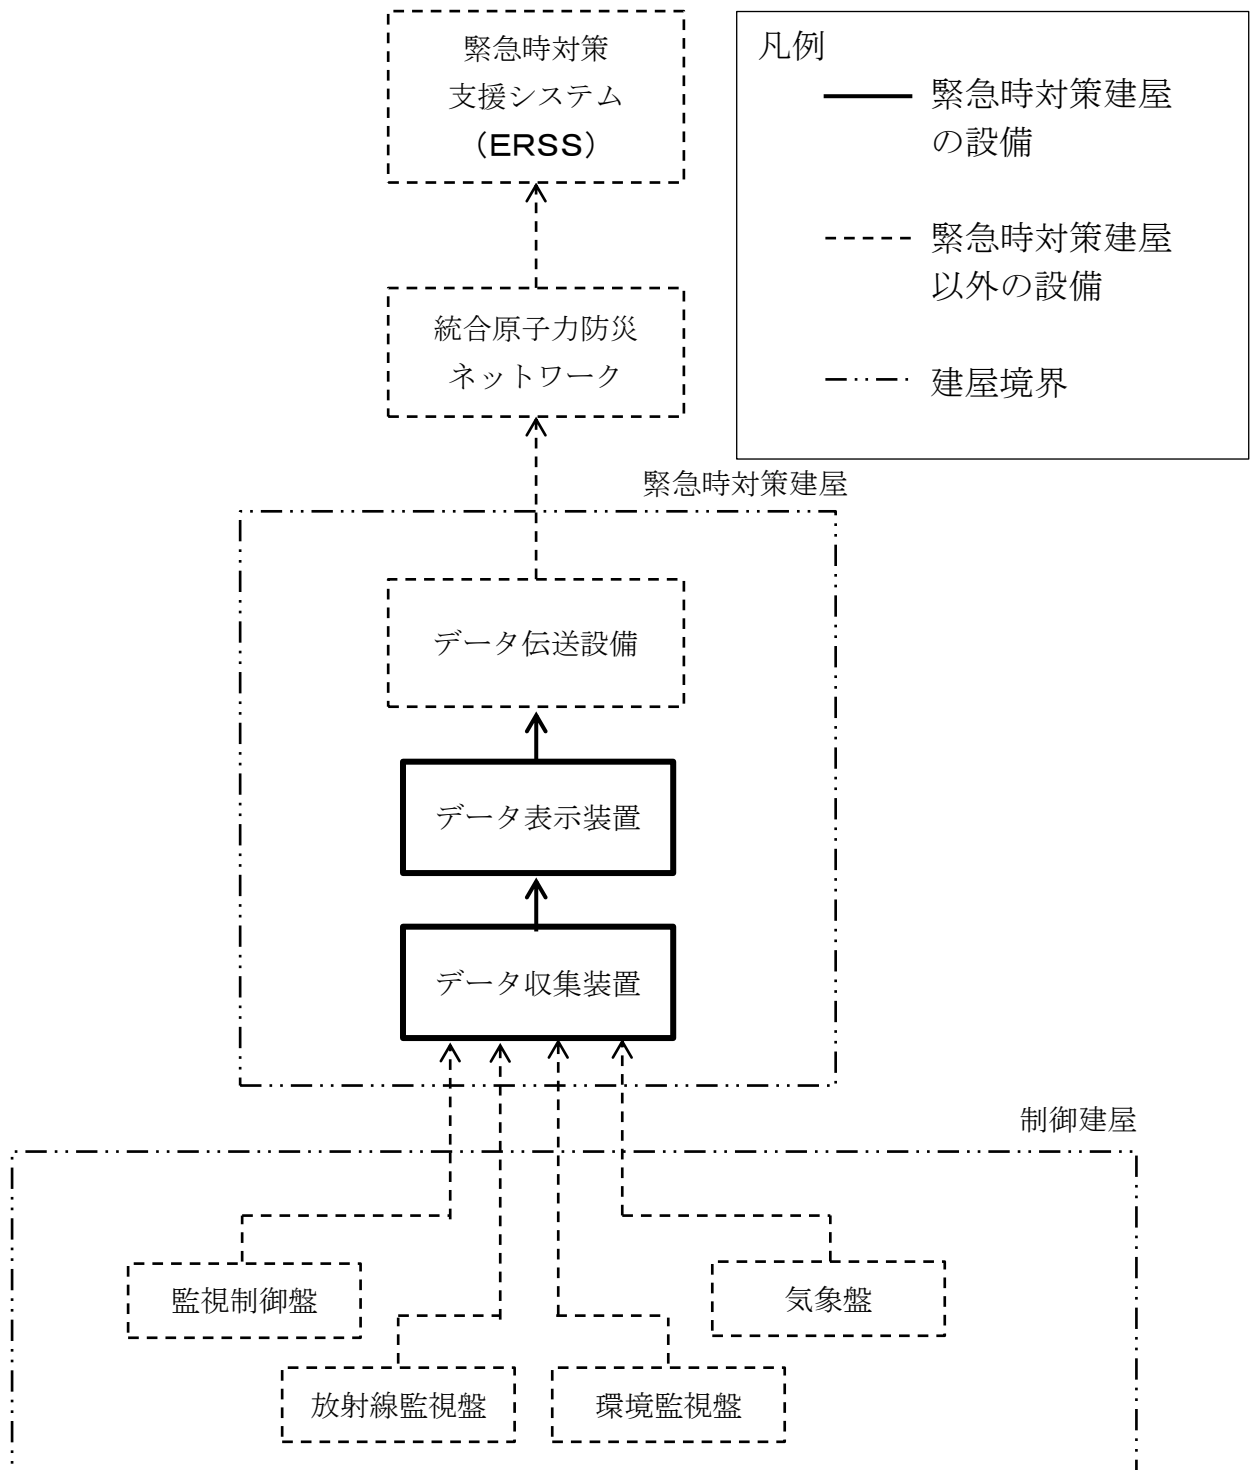 緊急時対策
支援システム
（ERSS）
凡例
緊急時対策建屋
の設備
緊急時対策建屋
以外の設備
建屋境界
統合原子力防災
ネットワーク
緊急時対策建屋
データ伝送設備
データ表示装置
データ収集装置
制御建屋
監視制御盤
気象盤
放射線監視盤
環境監視盤